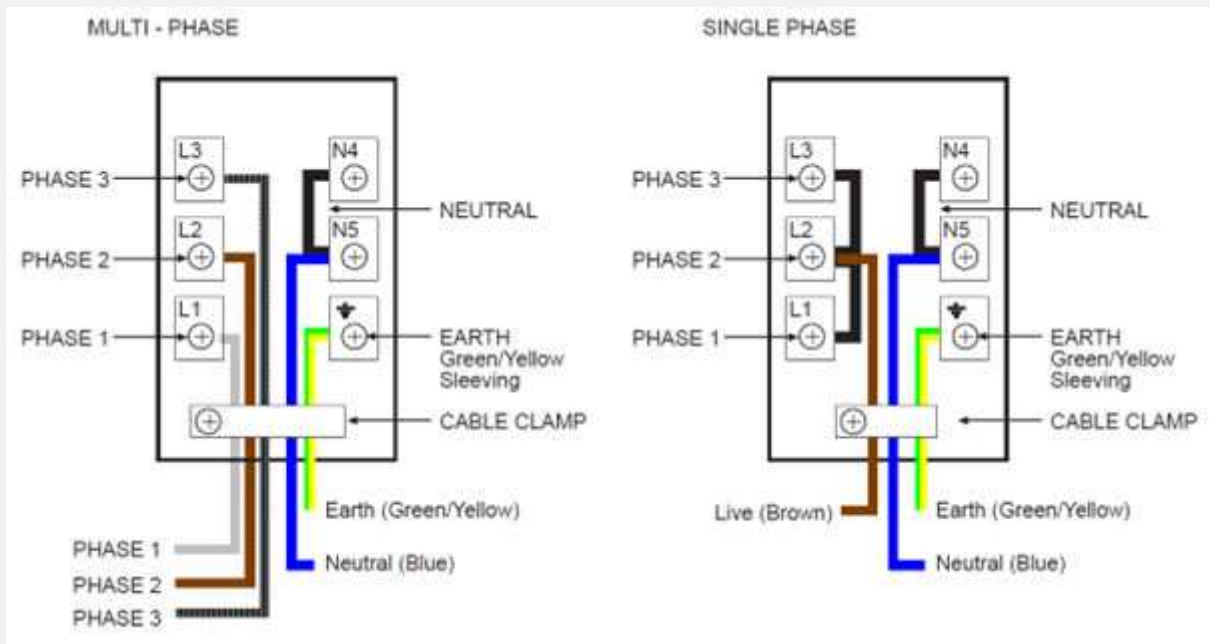 MULTI - PHASE
L3
N4
PHASE 3
NEUTRAL
L2
N5
PHASE 2
L1
PHASE 1
EARTH
Green/Yellow
Sleeving
CABLE CLAMP
Earth (Green/Yellow)
PHASE 1
Neutral (Blue)
PHASE 2
PHASE 3
SINGLE PHASE
L3
N4
PHASE 3
NEUTRAL
L2
N5
PHASE 2
L1
PHASE 1
EARTH
Green/Yellow
Sleeving
CABLE CLAMP
Live (Brown)
Earth (Green/Yellow)
Neutral (Blue)